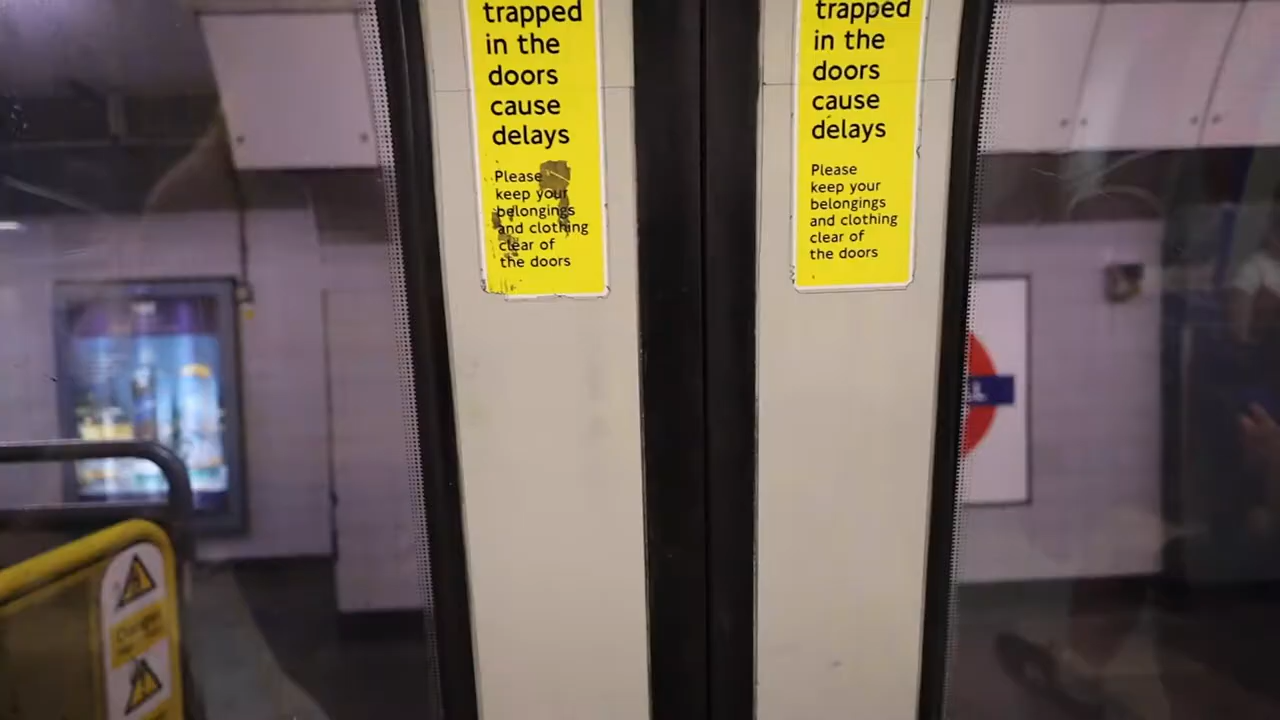 trapped
in the
doors
cause
delays
Please
keep your
belongings
and clothing
clear of
the doors
trapped
in the
doors
cause
delays
Please
keep your
belongings
and clothing
clear of
the doors
Danger